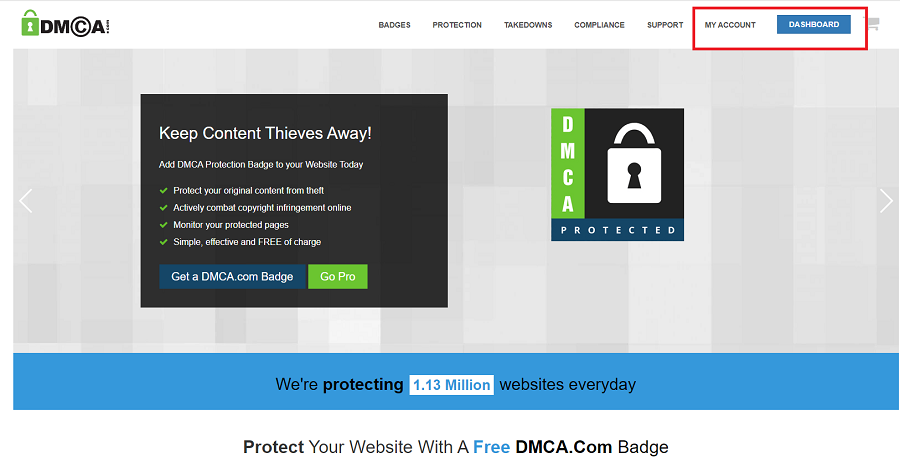 DMCA.com
BADGES PROTECTION TAKEDOWNS COMPLIANCE SUPPORT MY ACCOUNT DASHBOARD
Keep Content Thieves Away!
Add DMCA Protection Badge to your Website Today
Protect your original content from theft
Actively combat copyright infringement online
Monitor your protected pages
Simple, effective and FREE of charge
Get a DMCA.com Badge Go Pro
DMCA
PROTECTED
We're protecting 1.13 Million websites everyday
Protect Your Website With A Free DMCA.Com Badge